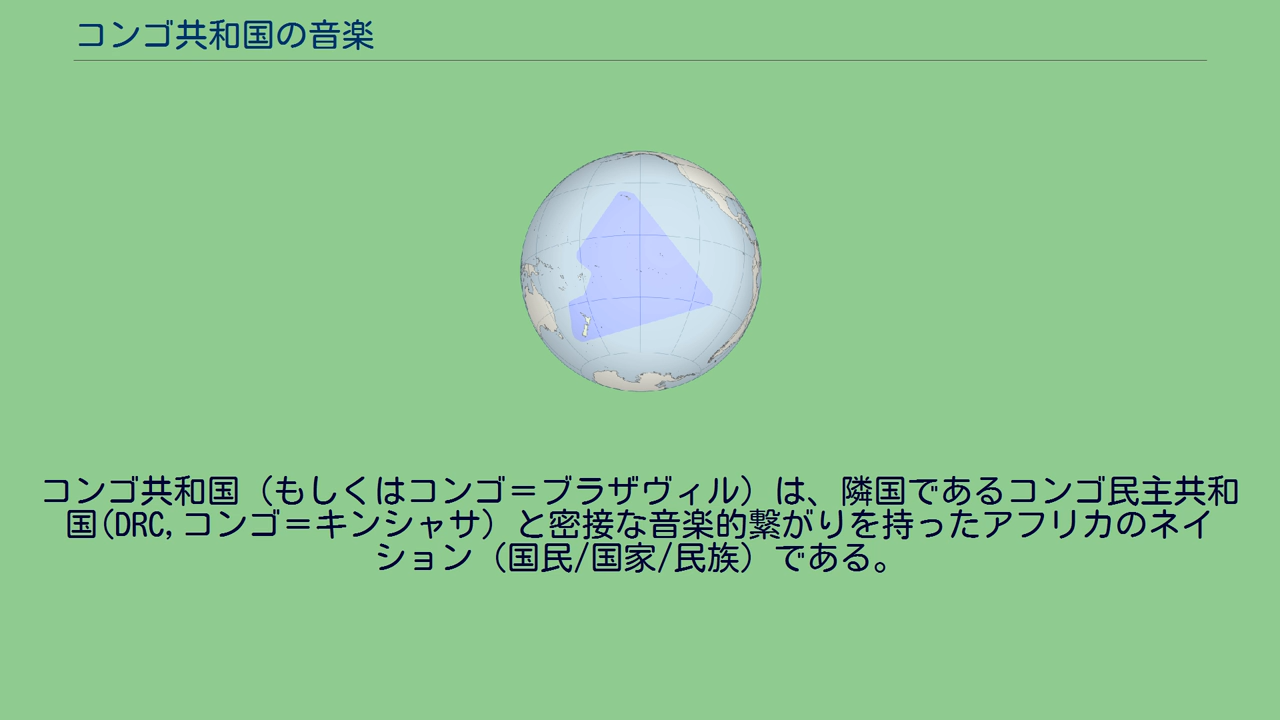 コンゴ共和国の音楽
コンゴ共和国（もしくはコンゴ＝ブラザヴィル）は、隣国であるコンゴ民主共和
国(DRC,コンゴ＝キンシャサ）と密接な音楽的繋がりを持ったアフリカのネイ
ション（国民/国家/民族）である。